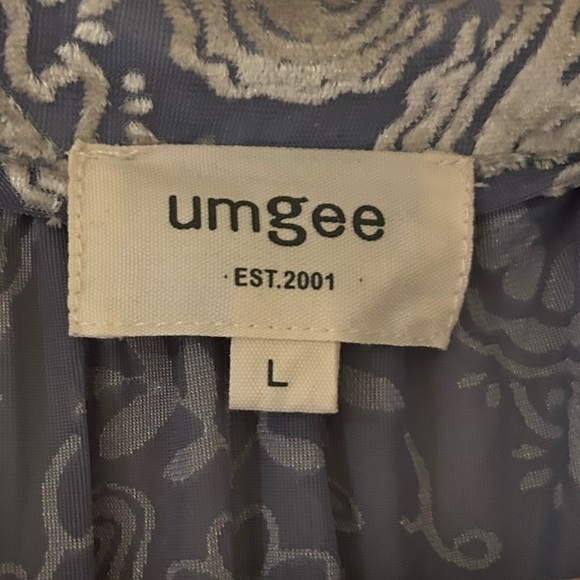 umgee
· EST.2001 ·
L